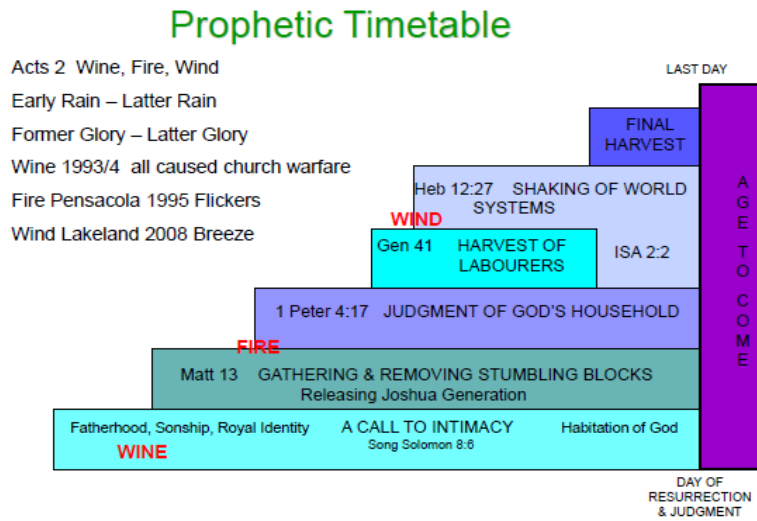 Prophetic Timetable
Acts 2 Wine, Fire, Wind
Early Rain – Latter Rain
Former Glory – Latter Glory
Wine 1993/4 all caused church warfare
Fire Pensacola 1995 Flickers
Wind Lakeland 2008 Breeze
LAST DAY
FINAL
HARVEST
Heb 12:27 SHAKING OF WORLD
SYSTEMS
WIND
Gen 41 HARVEST OF
LABOURERS
ISA 2:2
1 Peter 4:17 JUDGMENT OF GOD'S HOUSEHOLD
FIRE
Matt 13 GATHERING & REMOVING STUMBLING BLOCKS
Releasing Joshua Generation
Fatherhood, Sonship, Royal Identity A CALL TO INTIMACY Habitation of God
Song Solomon 8:6
WINE
AGE TO COME
DAY OF
RESURRECTION
& JUDGMENT